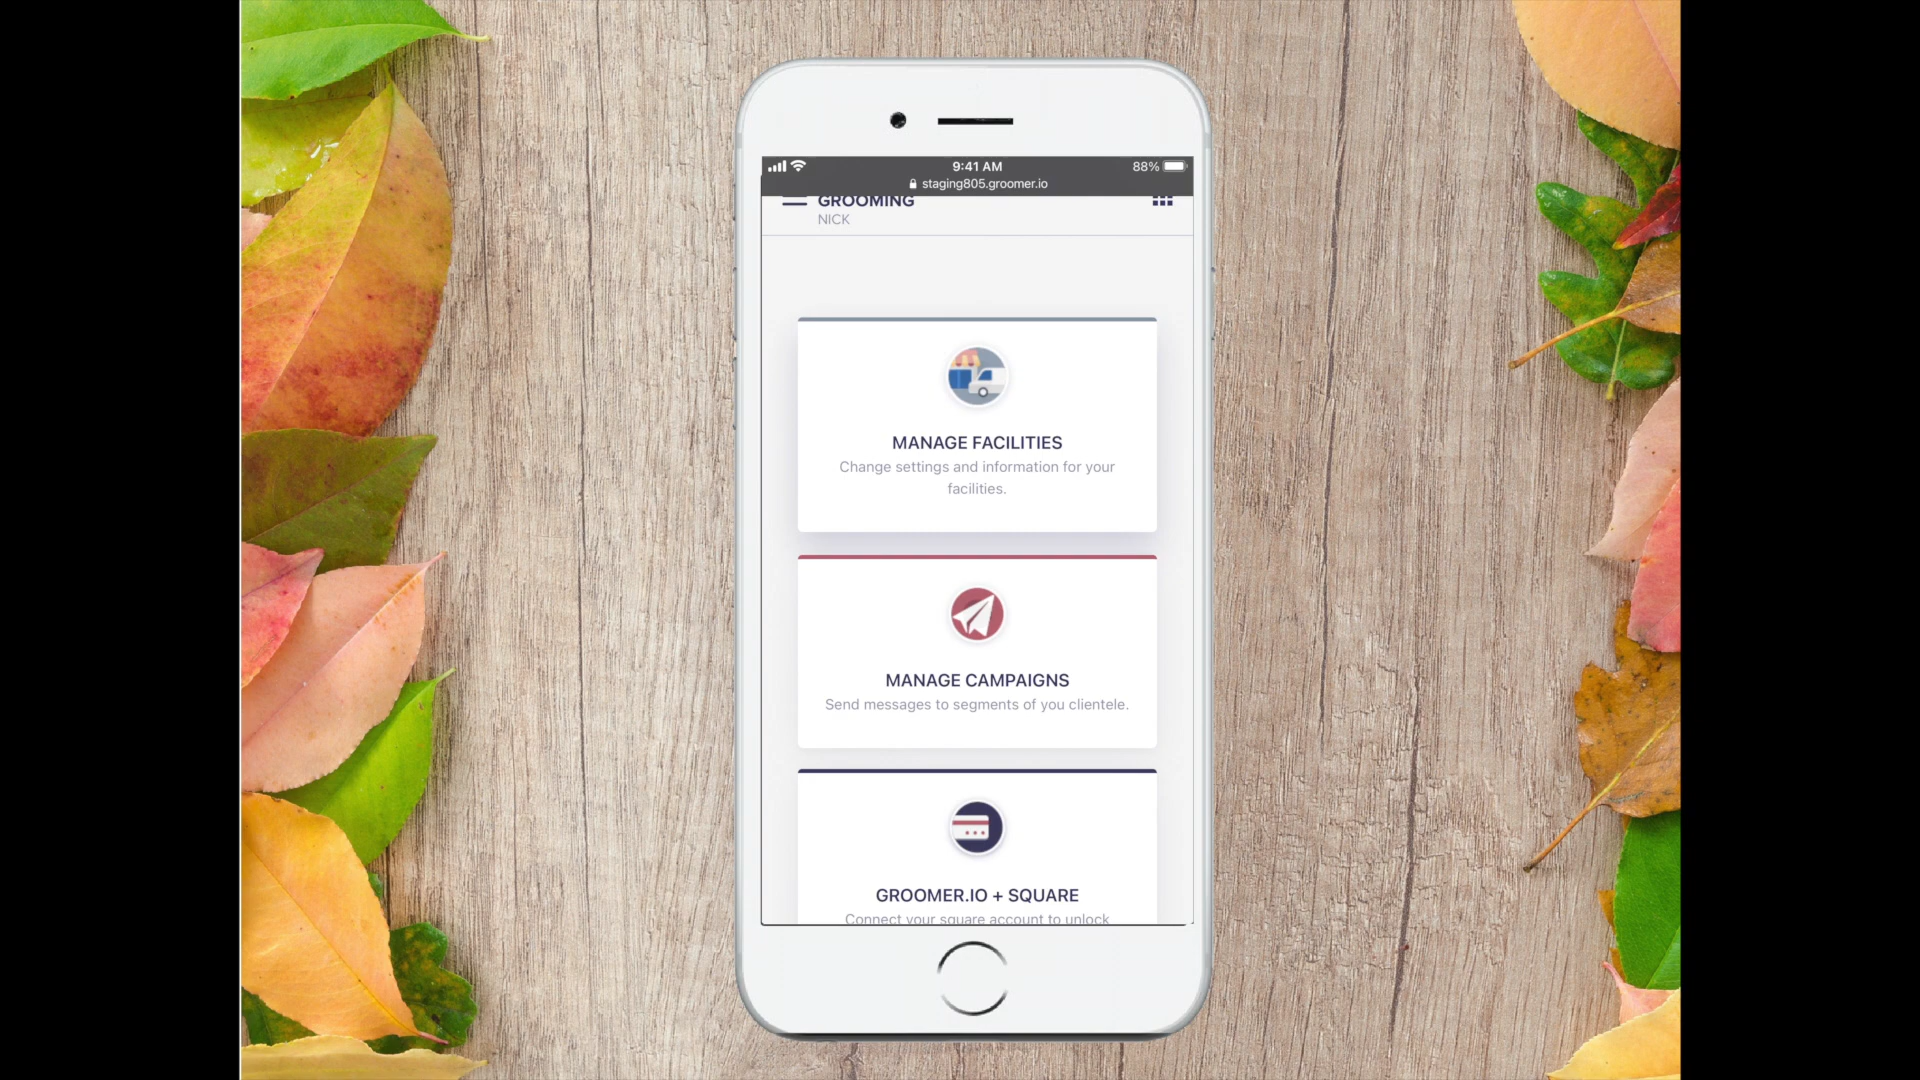 9:41 AM
88%
staging805.groomer.io
GROOMING
NICK
MANAGE FACILITIES
Change settings and information for your
facilities.
MANAGE CAMPAIGNS
Send messages to segments of you clientele.
GROOMER.IO + SQUARE
Connect your square account to unlock